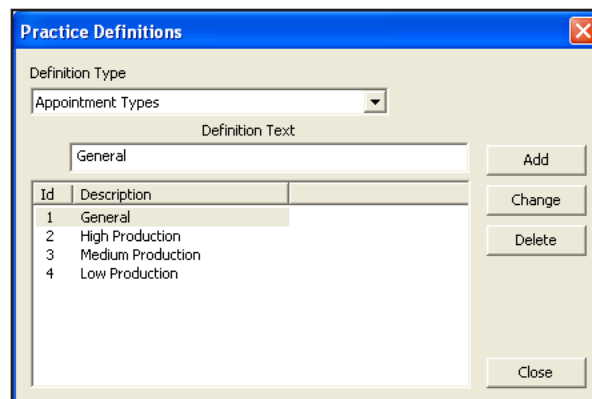 Practice Definitions
Definition Type
Appointment Types
Definition Text
General
Add
Id Description
Change
1 General
2 High Production
Delete
3 Medium Production
4 Low Production
Close